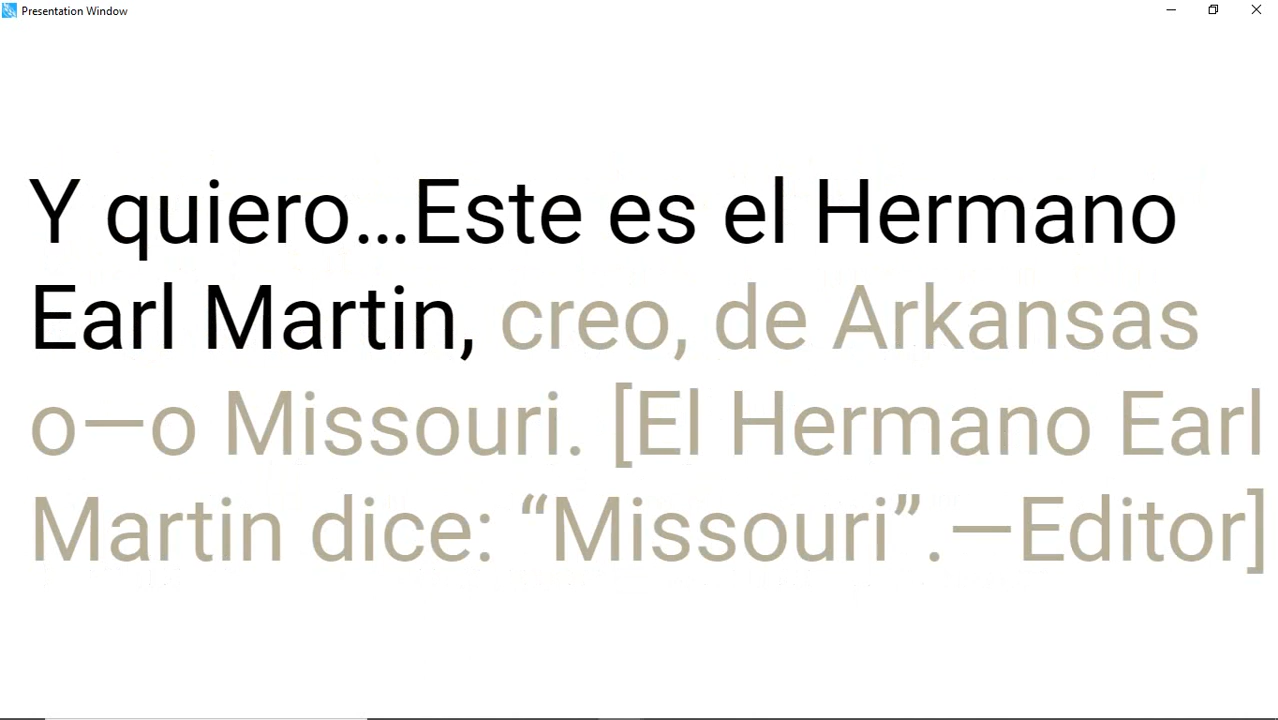 Presentation Window
Y quiero…Este es el Hermano
Earl Martin, creo, de Arkansas
o—o Missouri. [El Hermano Earl
Martin dice: “Missouri”.—Editor]